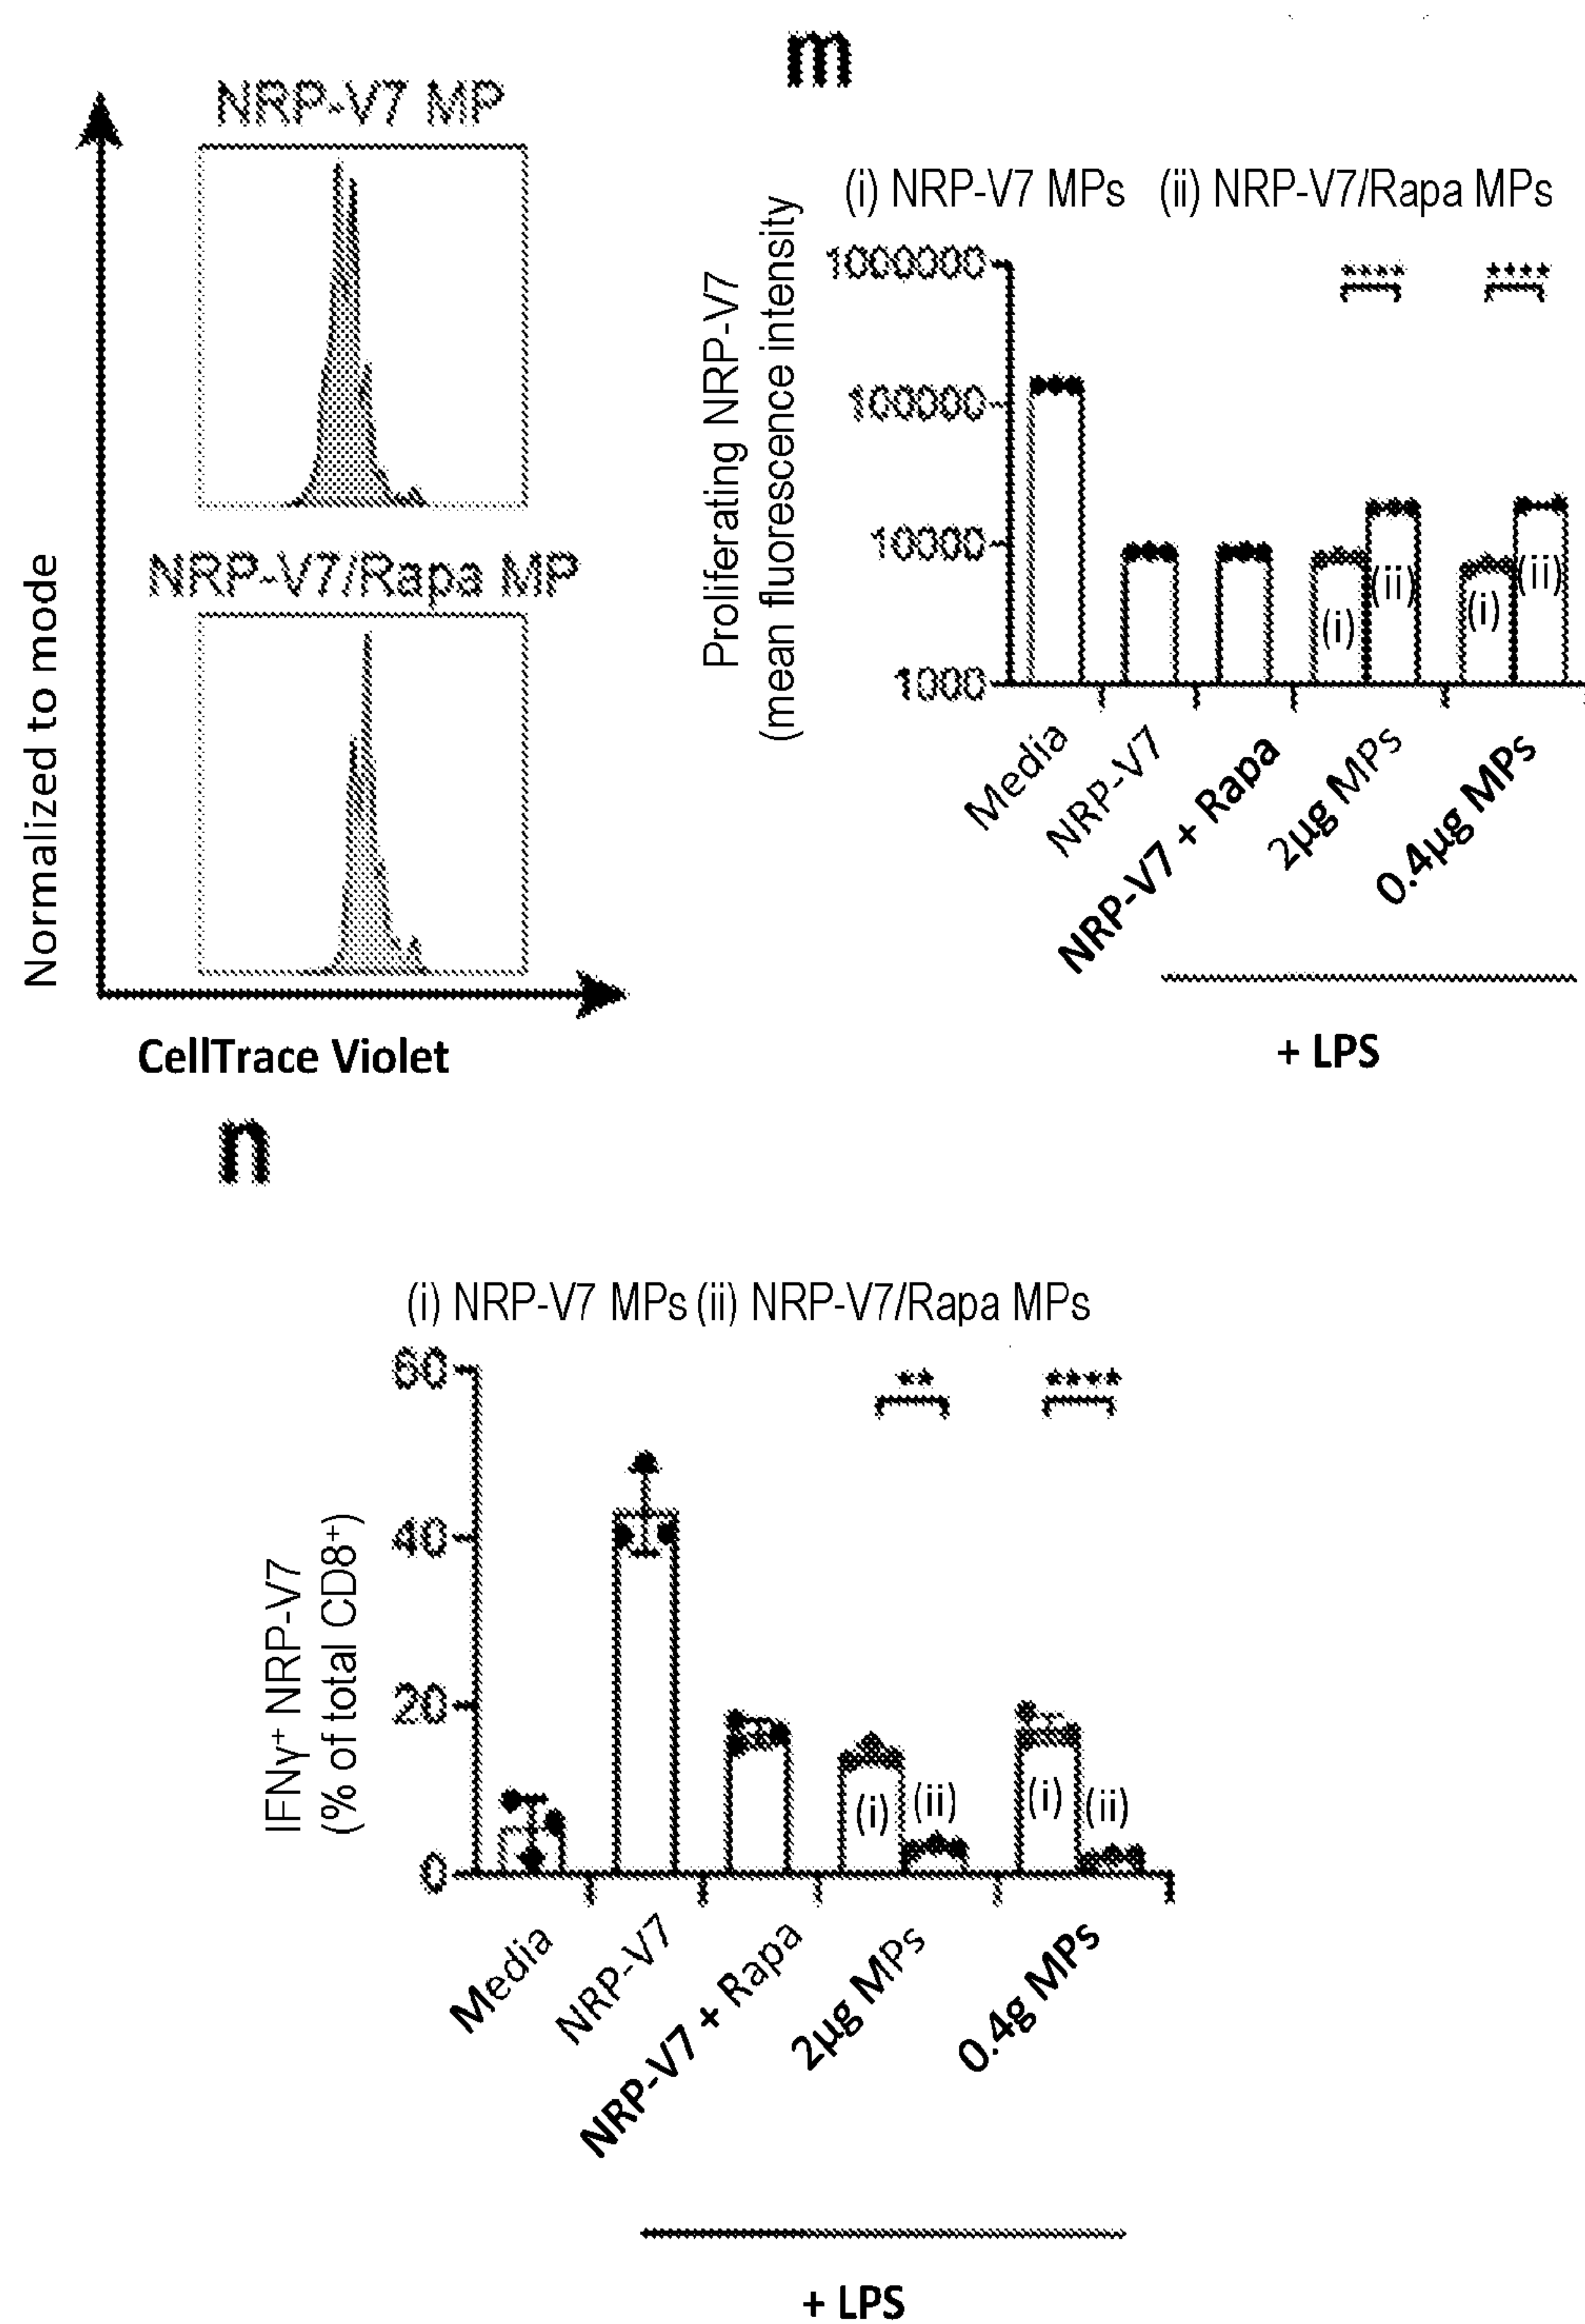 NRP-V7 MP
NRP-V7/Rapa MP
Normalized to mode
CellTrace Violet
m
(i) NRP-V7 MPs (ii) NRP-V7/Rapa MPs
Proliferating NRP-V7
(mean fluorescence intensity
1000000
100000
10000
1000
****
****
(i)
(ii)
(i)
(ii)
Media
NRP-V7
NRP-V7 + Rapa
2µg MPs
0.4µg MPs
+ LPS
n
(i) NRP-V7 MPs (ii) NRP-V7/Rapa MPs
IFNγ⁺ NRP-V7
(% of total CD8⁺)
60
40
20
0
**
****
(i)
(ii)
(i)
(ii)
Media
NRP-V7
NRP-V7 + Rapa
2µg MPs
0.4g MPs
+ LPS